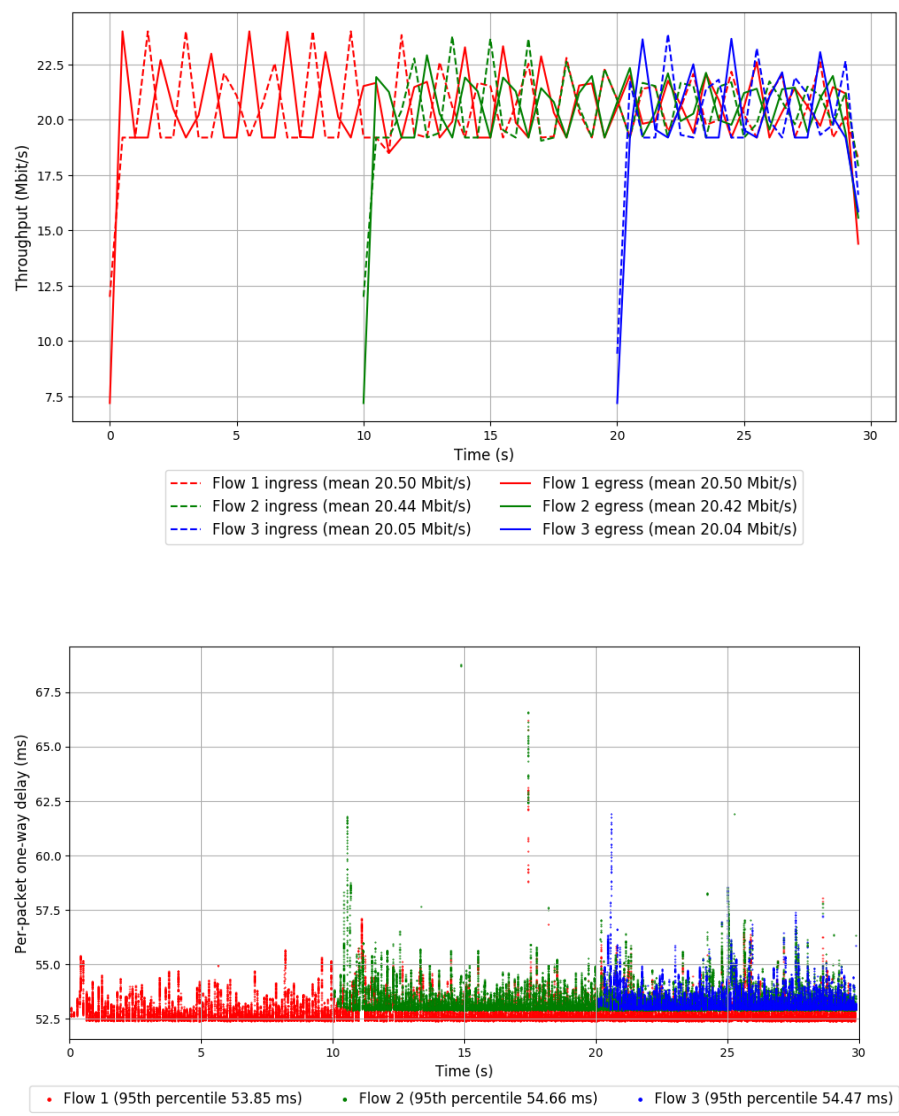 22.5
20.0
17.5
15.0
12.5
10.0
7.5
Throughput (Mbit/s)
0 5 10 15 20 25 30
Time (s)
Flow 1 ingress (mean 20.50 Mbit/s) Flow 1 egress (mean 20.50 Mbit/s)
Flow 2 ingress (mean 20.44 Mbit/s) Flow 2 egress (mean 20.42 Mbit/s)
Flow 3 ingress (mean 20.05 Mbit/s) Flow 3 egress (mean 20.04 Mbit/s)
67.5
65.0
62.5
60.0
57.5
55.0
52.5
Per-packet one-way delay (ms)
0 5 10 15 20 25 30
Time (s)
Flow 1 (95th percentile 53.85 ms) Flow 2 (95th percentile 54.66 ms) Flow 3 (95th percentile 54.47 ms)